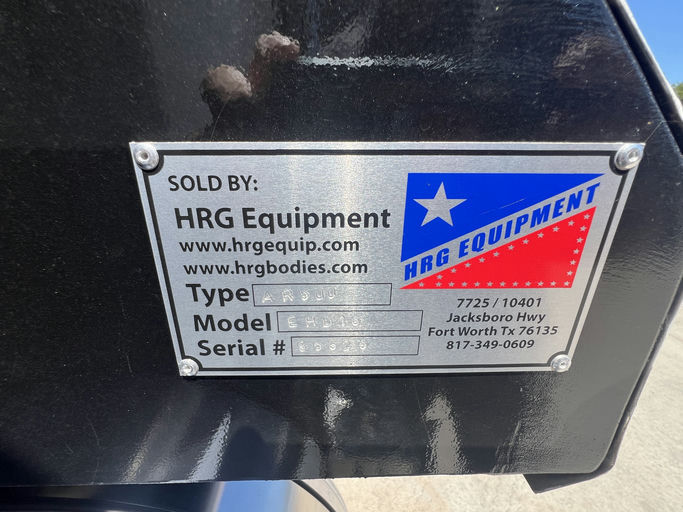 SOLD BY:
HRG Equipment
www.hrgequip.com
www.hrgbodies.com
Type
Model
Serial #
HRG EQUIPMENT
7725 / 10401
Jacksboro Hwy
Fort Worth Tx 76135
817-349-0609